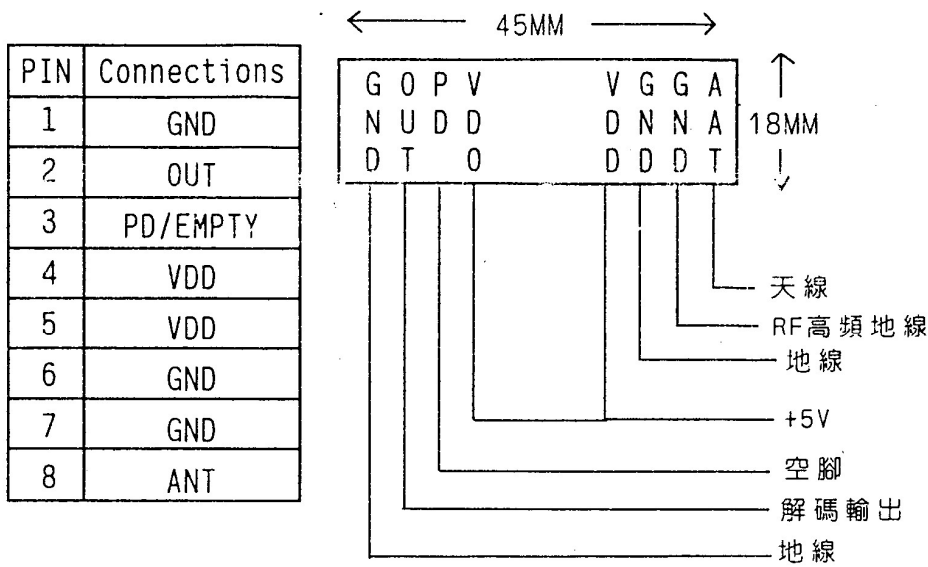 PIN Connections
1 GND
2 OUT
3 PD/EMPTY
4 VDD
5 VDD
6 GND
7 GND
8 ANT
45MM
G O P V V G G A
N U D D D N N A
D T O D D D T
18MM
天線
RF高頻地線
地線
+5V
空腳
解碼輸出
地線